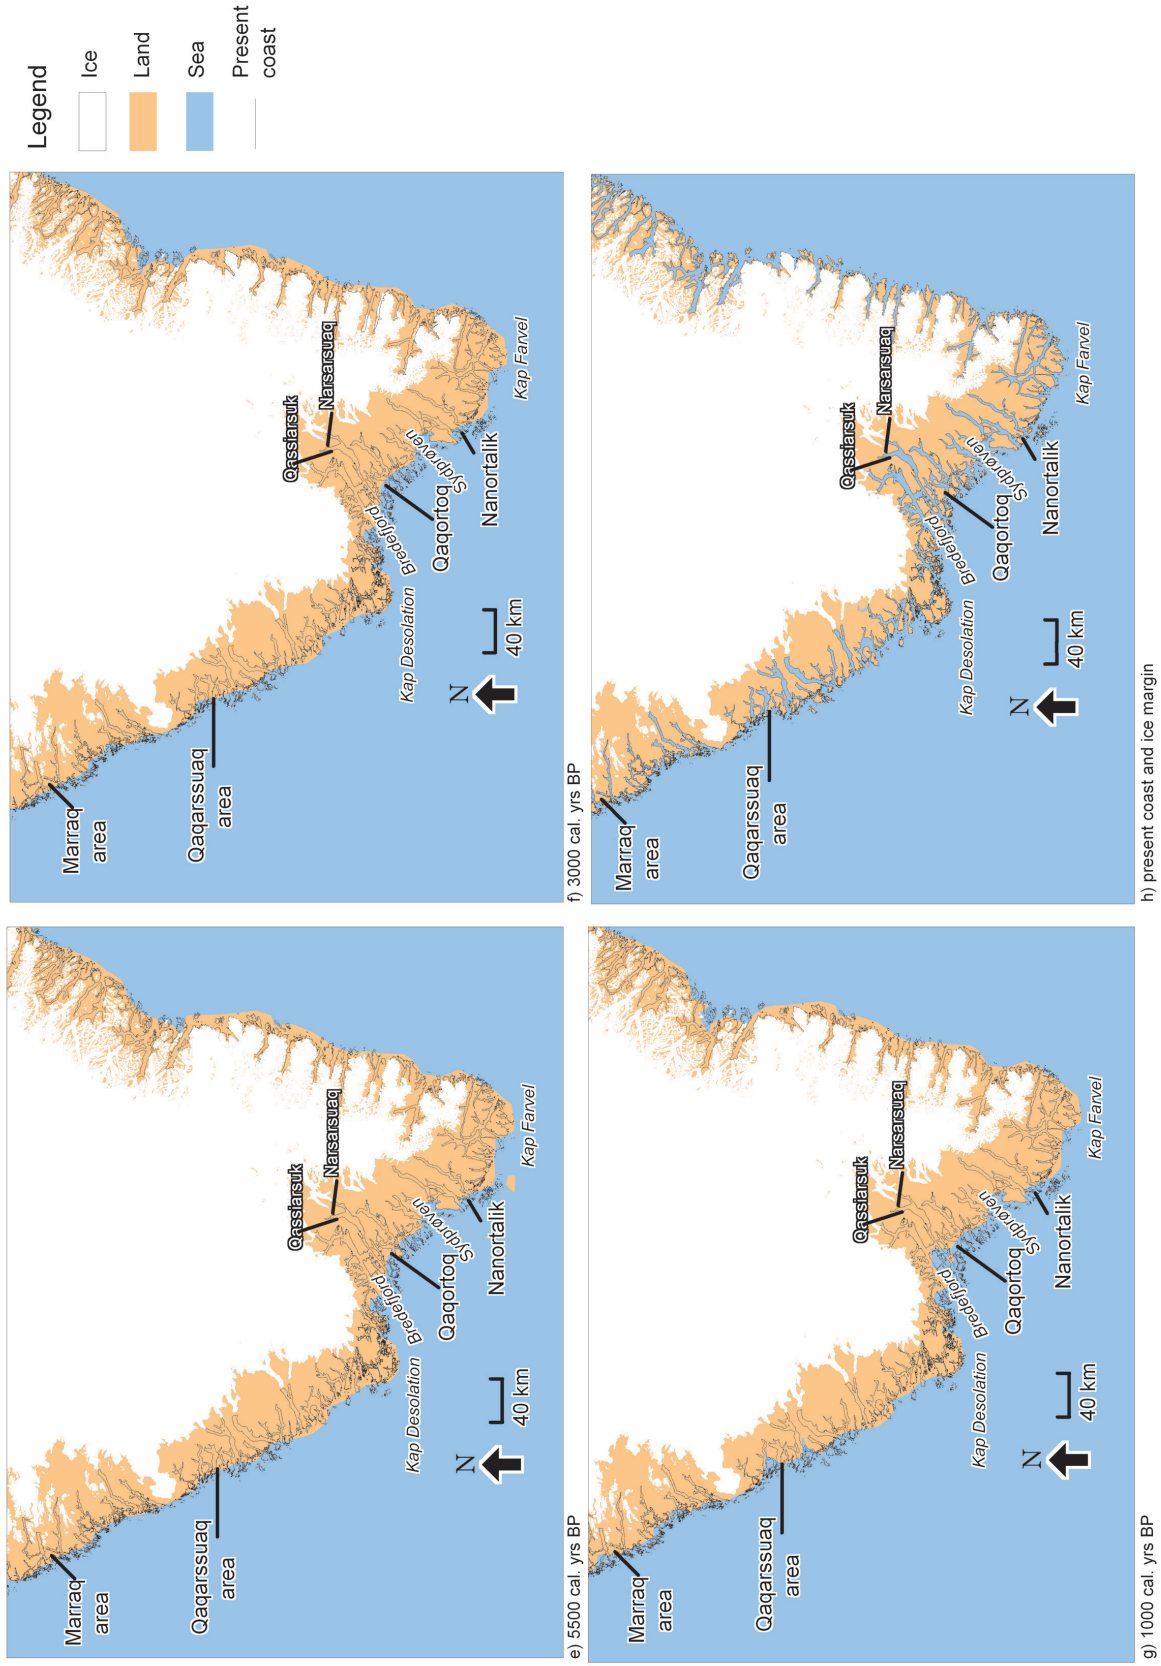 Legend
Ice
Land
Sea
Present
coast
Marraq
area
Qaqarssuaq
area
Qassiarsuk
Narsarsuaq
Bredefjord
Sydprøven
Qaqortoq
Nanortalik
Kap Desolation
Kap Farvel
N
40 km
e) 5500 cal. yrs BP
Marraq
area
Qaqarssuaq
area
Qassiarsuk
Narsarsuaq
Bredefjord
Sydprøven
Qaqortoq
Nanortalik
Kap Desolation
Kap Farvel
N
40 km
f) 3000 cal. yrs BP
Marraq
area
Qaqarssuaq
area
Qassiarsuk
Narsarsuaq
Bredefjord
Sydprøven
Qaqortoq
Nanortalik
Kap Desolation
Kap Farvel
N
40 km
g) 1000 cal. yrs BP
Marraq
area
Qaqarssuaq
area
Qassiarsuk
Narsarsuaq
Bredefjord
Sydprøven
Qaqortoq
Nanortalik
Kap Desolation
Kap Farvel
N
40 km
h) present coast and ice margin